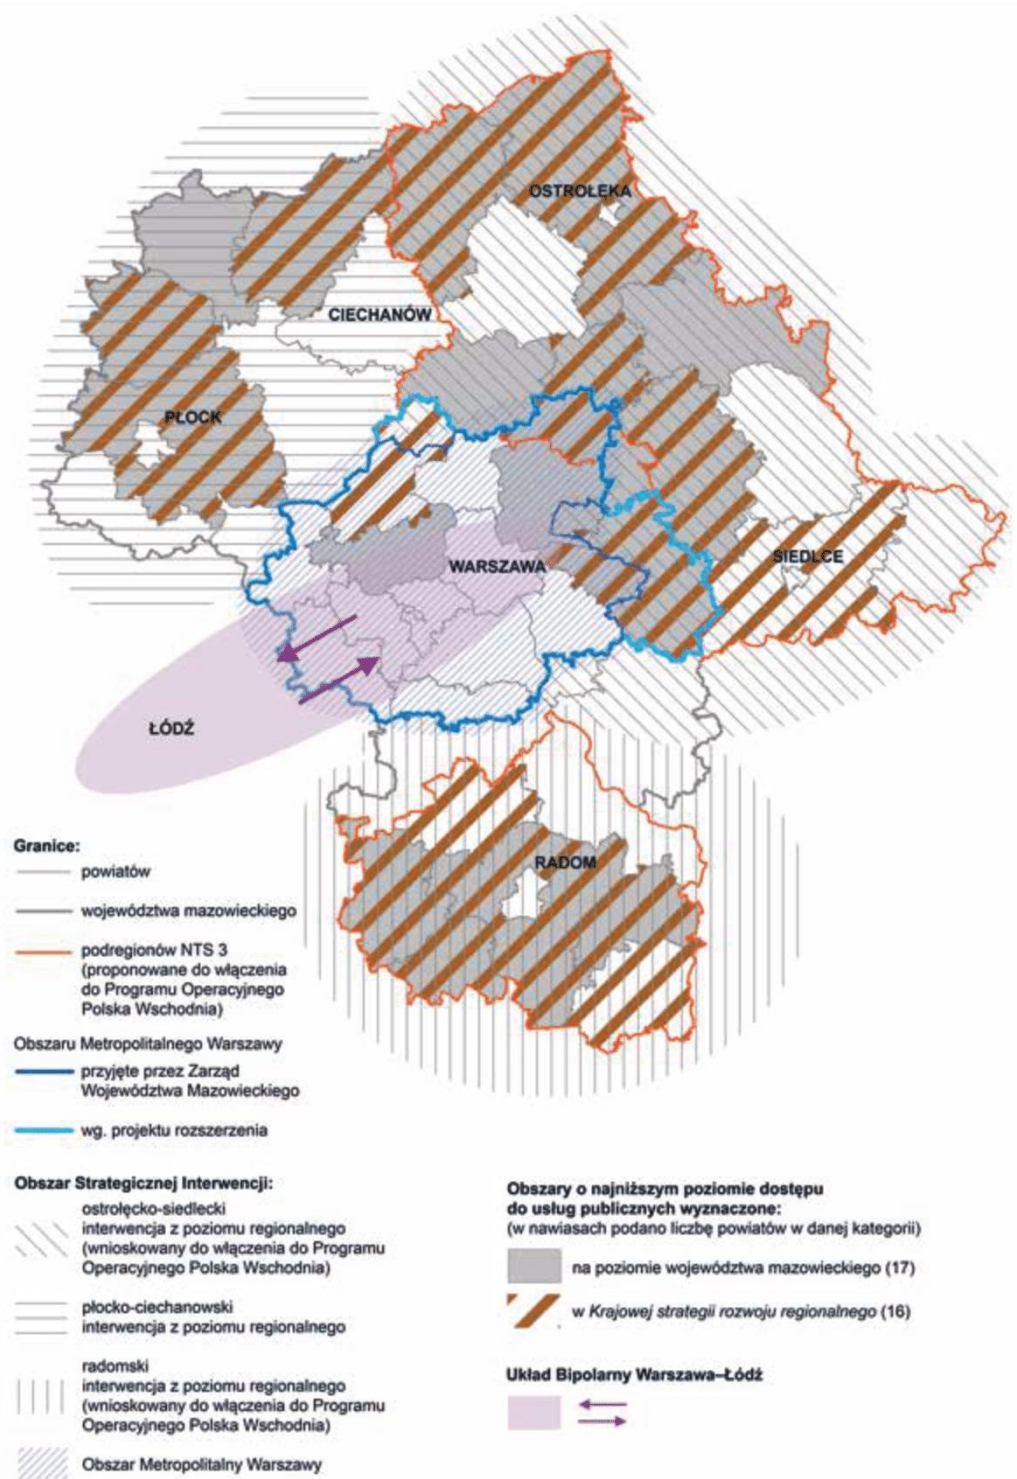 OSTROŁĘKA
CIECHANÓW
PŁOCK
SIEDLCE
WARSZAWA
ŁÓDŹ
RADOM
Granice:
powiatów
województwa mazowieckiego
podregionów NTS 3
(proponowane do włączenia
do Programu Operacyjnego
Polska Wschodnia)
Obszaru Metropolitalnego Warszawy
przyjęte przez Zarząd
Województwa Mazowieckiego
wg. projektu rozszerzenia
Obszar Strategicznej Interwencji:
ostrołęcko-siedlecki
interwencja z poziomu regionalnego
(wnioskowany do włączenia do Programu
Operacyjnego Polska Wschodnia)
płocko-ciechanowski
interwencja z poziomu regionalnego
radomski
interwencja z poziomu regionalnego
(wnioskowany do włączenia do Programu
Operacyjnego Polska Wschodnia)
Obszar Metropolitalny Warszawy
Obszary o najniższym poziomie dostępu
do usług publicznych wyznaczone:
(w nawiasach podano liczbę powiatów w danej kategorii)
na poziomie województwa mazowieckiego (17)
w Krajowej strategii rozwoju regionalnego (16)
Układ Bipolarny Warszawa–Łódź